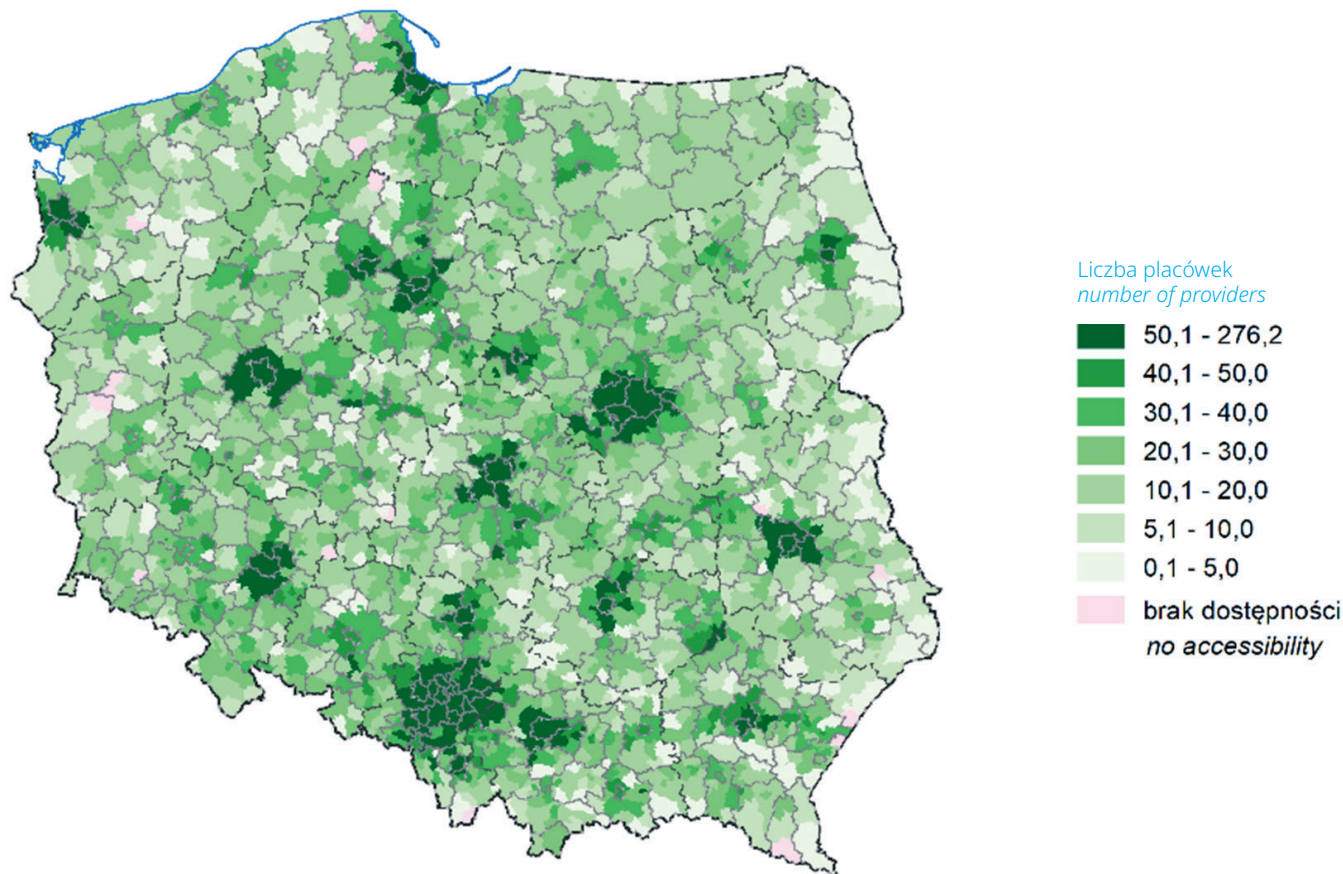 Liczba placówek
number of providers
50,1 - 276,2
40,1 - 50,0
30,1 - 40,0
20,1 - 30,0
10,1 - 20,0
5,1 - 10,0
0,1 - 5,0
brak dostępności
no accessibility